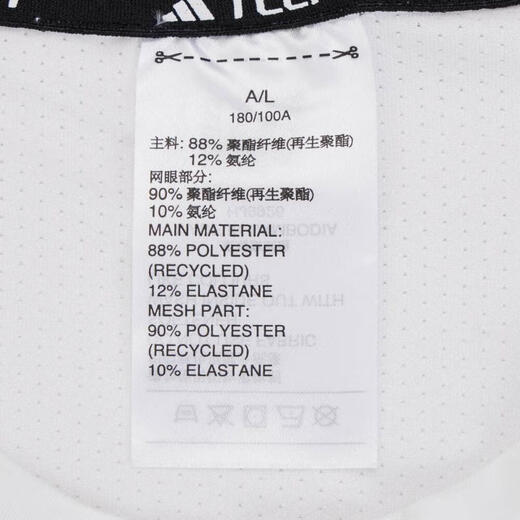 A/L
180/100A
主料: 88% 聚酯纤维(再生聚酯)
12% 氨纶
网眼部分:
90% 聚酯纤维(再生聚酯)
10% 氨纶
MAIN MATERIAL:
88% POLYESTER
(RECYCLED)
12% ELASTANE
MESH PART:
90% POLYESTER
(RECYCLED)
10% ELASTANE